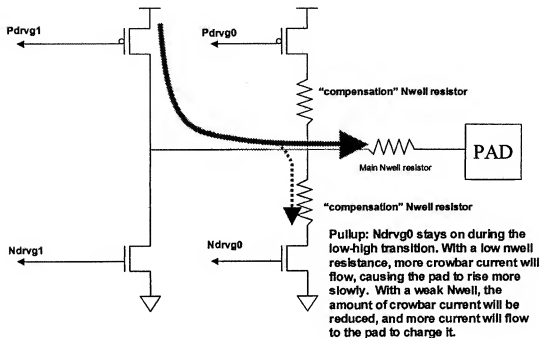 Pdrvg1
Pdrvg0
"compensation" Nwell resistor
PAD
Main Nwell resistor
"compensation" Nwell resistor
Ndrvg1
Ndrvg0
Pullup: Ndrvg0 stays on during the
low-high transition. With a low nwell
resistance, more crowbar current will
flow, causing the pad to rise more
slowly. With a weak Nwell, the
amount of crowbar current will be
reduced, and more current will flow
to the pad to charge it.